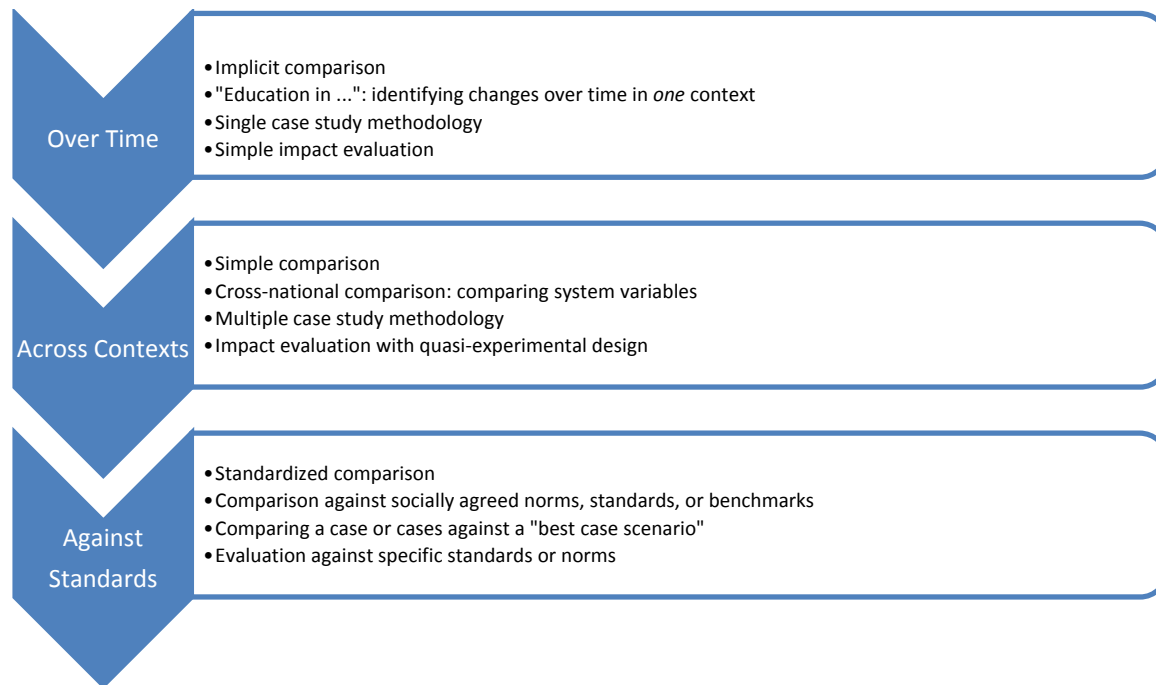 Over Time
•Implicit comparison
•"Education in ...": identifying changes over time in one context
•Single case study methodology
•Simple impact evaluation
Across Contexts
•Simple comparison
•Cross-national comparison: comparing system variables
•Multiple case study methodology
•Impact evaluation with quasi-experimental design
Against
Standards
•Standardized comparison
•Comparison against socially agreed norms, standards, or benchmarks
•Comparing a case or cases against a "best case scenario"
•Evaluation against specific standards or norms